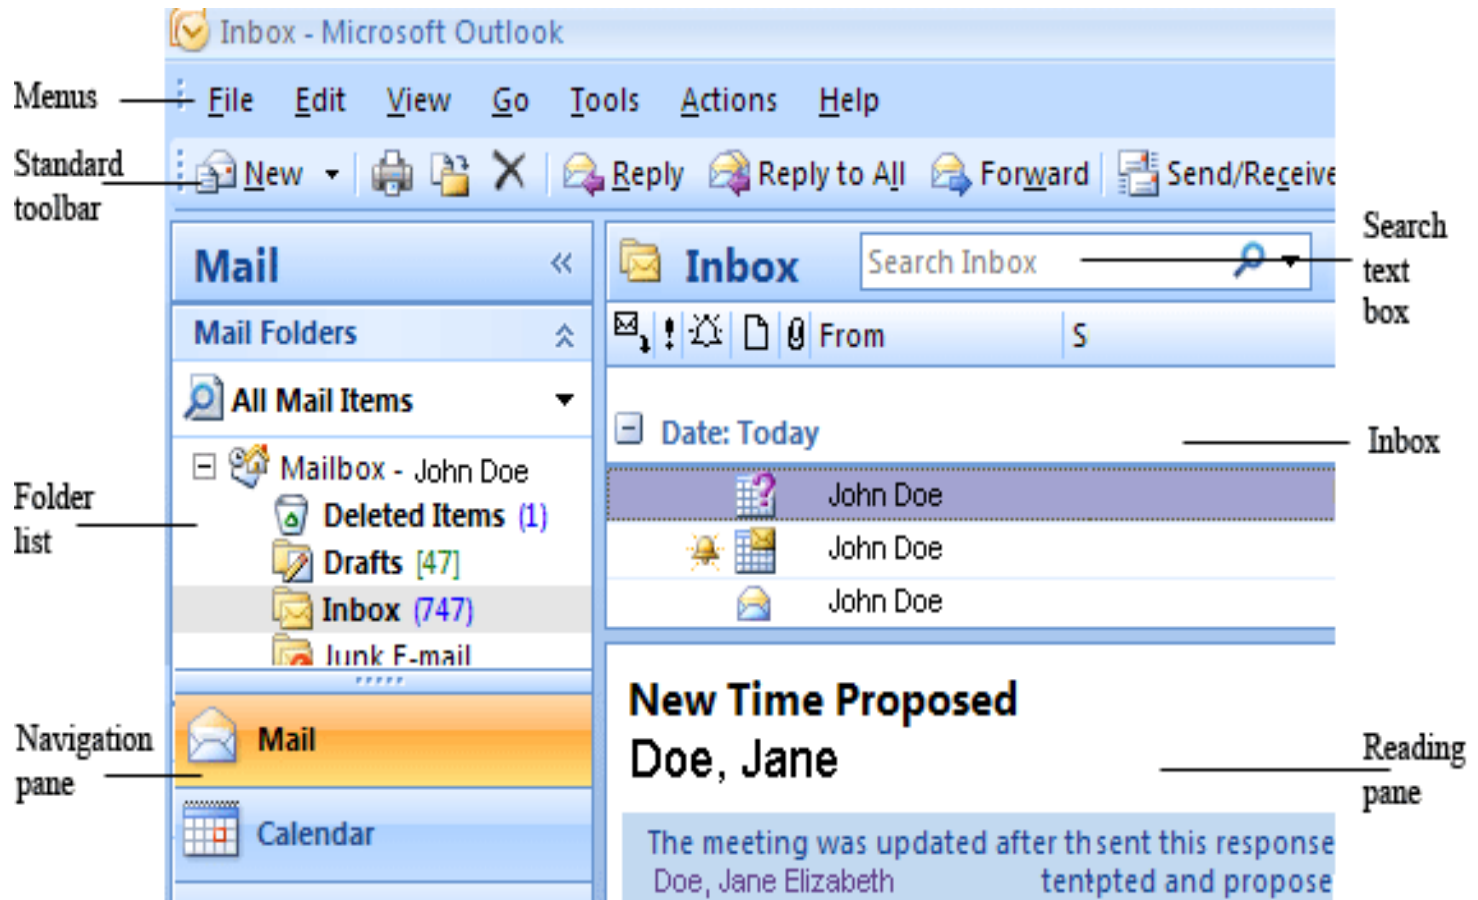 Inbox - Microsoft Outlook
Menus
File Edit View Go Tools Actions Help
Standard
toolbar
New
Reply Reply to All Forward Send/Receive
Mail
Inbox
Search Inbox
Search
text
box
Mail Folders
From S
All Mail Items
Date: Today
Inbox
Mailbox - John Doe
Folder
list
Deleted Items (1)
Drafts [47]
Inbox (747)
Junk E-mail
John Doe
John Doe
John Doe
Navigation
pane
Mail
Calendar
New Time Proposed
Doe, Jane
Reading
pane
The meeting was updated after th sent this response
Doe, Jane Elizabeth tentpted and propose